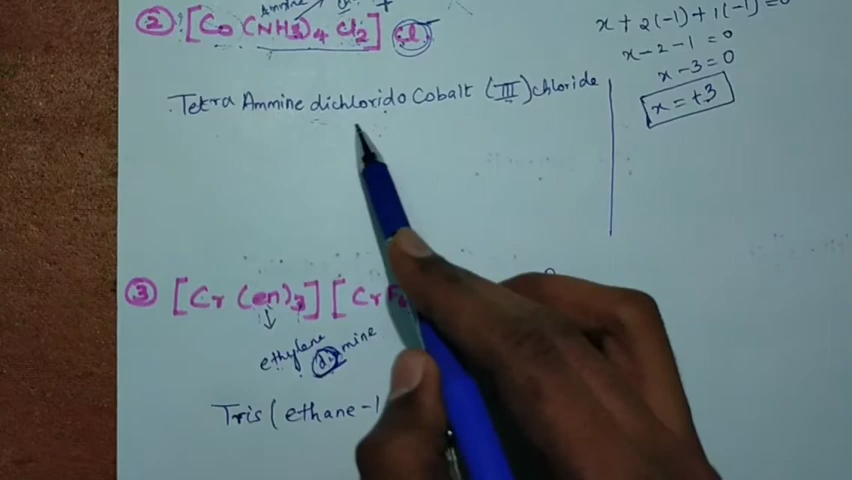 Ammine
② [Co (NH3)4 Cl2] Cl
x + 2(-1) + 1(-1) = 0
x - 2 - 1 = 0
x - 3 = 0
x = +3
Tetra Ammine dichlorido Cobalt (III) chloride
③ [Cr (en)3] [Cr
ethylene
diamine
Tris (ethane -1